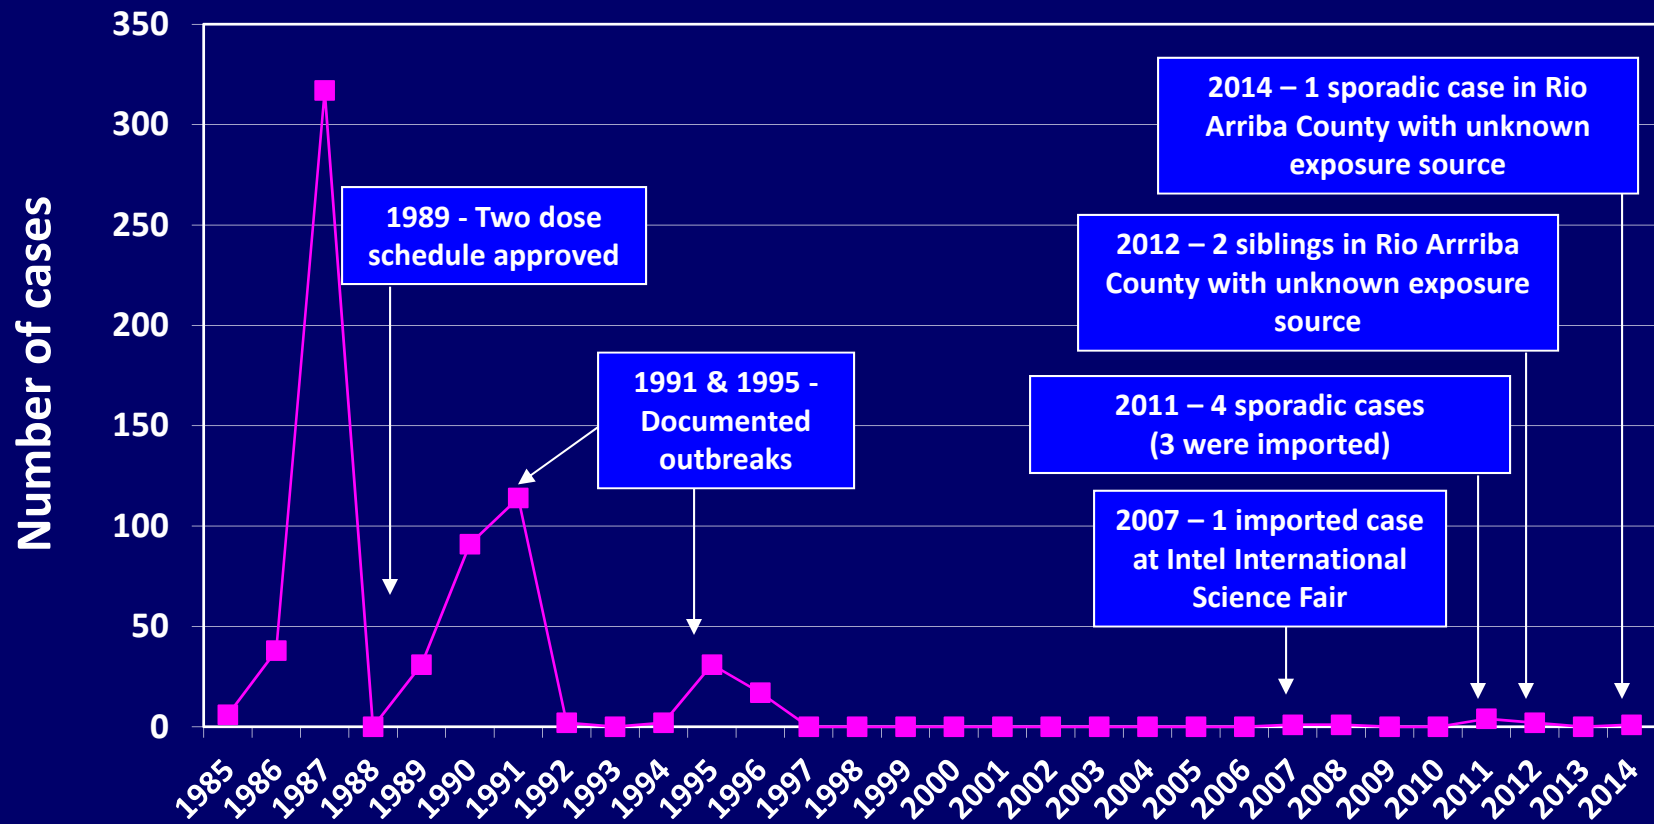 Number of cases
350
300
250
200
150
100
50
0
1989 - Two dose
schedule approved
1991 & 1995 -
Documented
outbreaks
2014 – 1 sporadic case in Rio
Arriba County with unknown
exposure source
2012 – 2 siblings in Rio Arrriba
County with unknown exposure
source
2011 – 4 sporadic cases
(3 were imported)
2007 – 1 imported case
at Intel International
Science Fair
1985
1986
1987
1988
1989
1990
1991
1992
1993
1994
1995
1996
1997
1998
1999
2000
2001
2002
2003
2004
2005
2006
2007
2008
2009
2010
2011
2012
2013
2014